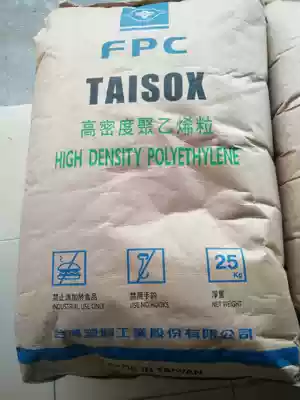 FPC
TAISOX
高密度聚乙烯粒
HIGH DENSITY POLYETHYLENE
25
Kg
禁止添加於食品
INDUSTRIAL USE ONLY
禁用手鈎
USE NO HOOKS
淨重
NET WEIGHT
台灣塑膠工業股份有限公司
MADE IN TAIWAN